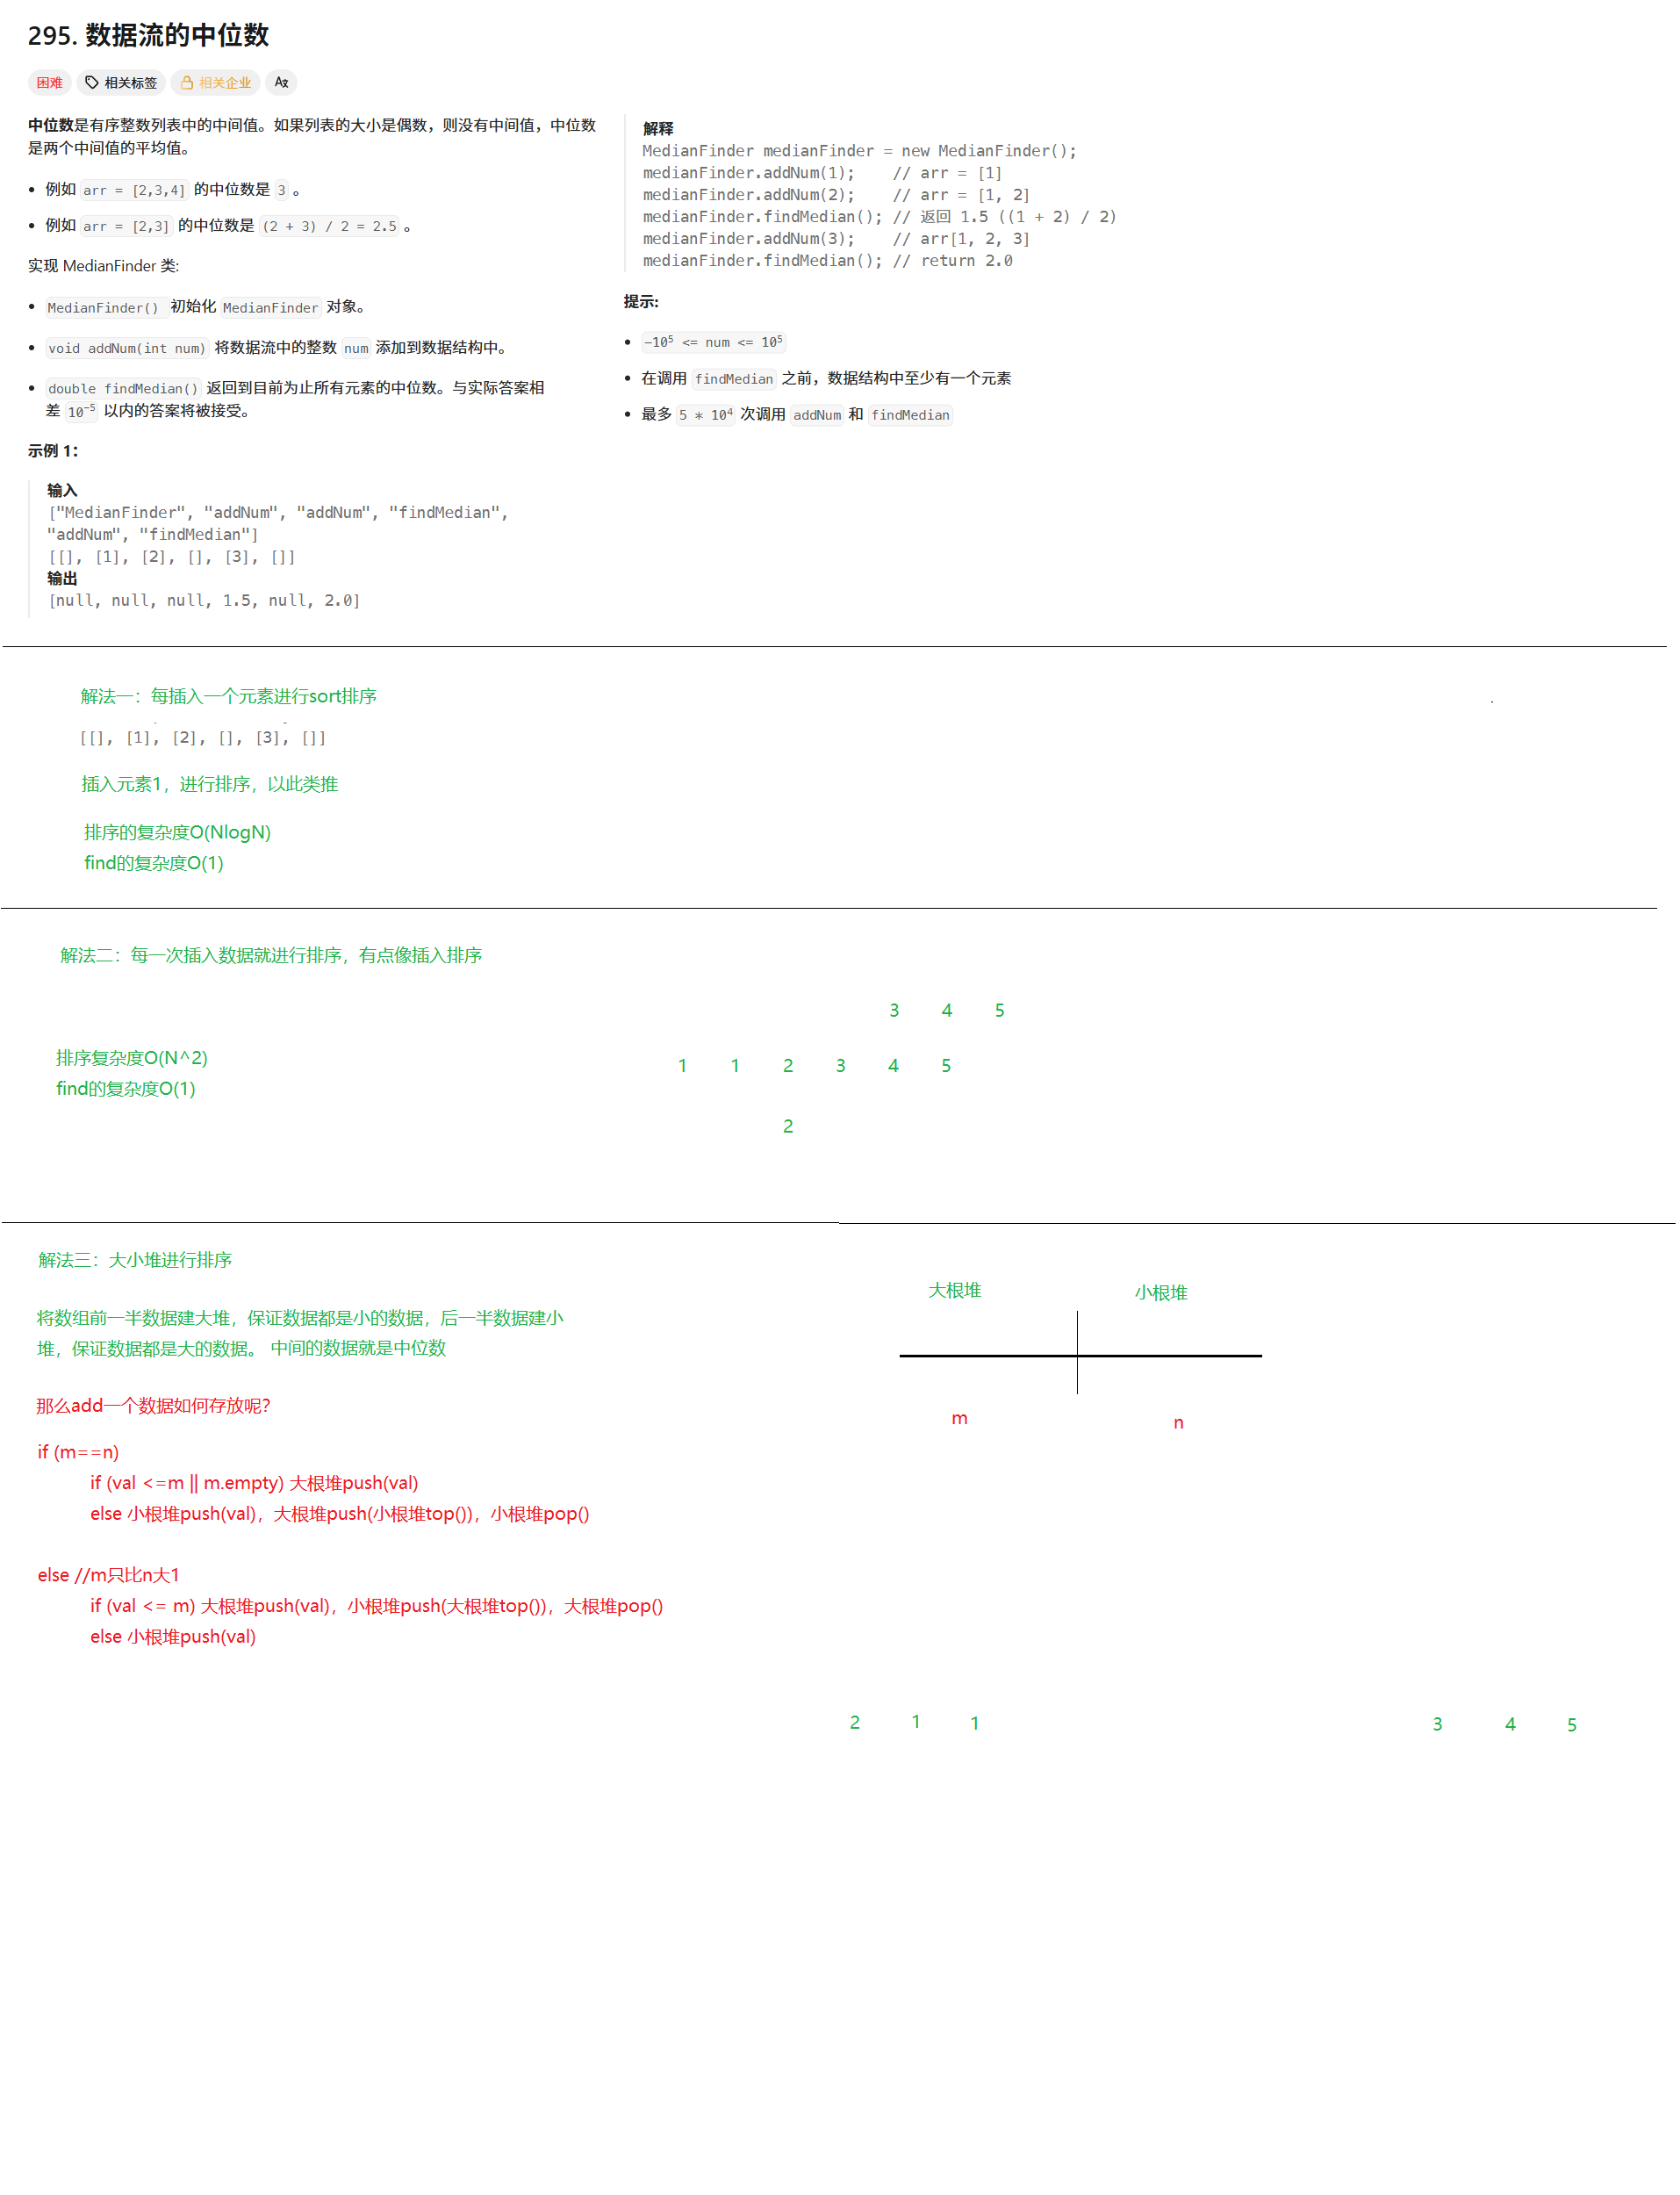 295. 数据流的中位数
困难 相关标签 相关企业 A文
中位数是有序整数列表中的中间值。如果列表的大小是偶数，则没有中间值，中位数
是两个中间值的平均值。
例如 arr = [2,3,4] 的中位数是 3 。
例如 arr = [2,3] 的中位数是 (2 + 3) / 2 = 2.5 。
实现 MedianFinder 类:
MedianFinder() 初始化 MedianFinder 对象。
void addNum(int num) 将数据流中的整数 num 添加到数据结构中。
double findMedian() 返回到目前为止所有元素的中位数。与实际答案相
差 10⁻⁵ 以内的答案将被接受。
示例 1：
输入
["MedianFinder", "addNum", "addNum", "findMedian",
"addNum", "findMedian"]
[[], [1], [2], [], [3], []]
输出
[null, null, null, 1.5, null, 2.0]
解释
MedianFinder medianFinder = new MedianFinder();
medianFinder.addNum(1);    // arr = [1]
medianFinder.addNum(2);    // arr = [1, 2]
medianFinder.findMedian(); // 返回 1.5 ((1 + 2) / 2)
medianFinder.addNum(3);    // arr[1, 2, 3]
medianFinder.findMedian(); // return 2.0
提示:
-10⁵ <= num <= 10⁵
在调用 findMedian 之前，数据结构中至少有一个元素
最多 5 * 10⁴ 次调用 addNum 和 findMedian
解法一：每插入一个元素进行sort排序
[[], [1], [2], [], [3], []]
插入元素1，进行排序，以此类推
排序的复杂度O(NlogN)
find的复杂度O(1)
解法二：每一次插入数据就进行排序，有点像插入排序
3 4 5
排序复杂度O(N^2)
find的复杂度O(1)
1 1 2 3 4 5
2
解法三：大小堆进行排序
将数组前一半数据建大堆，保证数据都是小的数据，后一半数据建小
堆，保证数据都是大的数据。 中间的数据就是中位数
大根堆 小根堆
m n
那么add一个数据如何存放呢？
if (m==n)
if (val <=m || m.empty) 大根堆push(val)
else 小根堆push(val)，大根堆push(小根堆top())，小根堆pop()
else //m只比n大1
if (val <= m) 大根堆push(val)，小根堆push(大根堆top())，大根堆pop()
else 小根堆push(val)
2 1 1 3 4 5